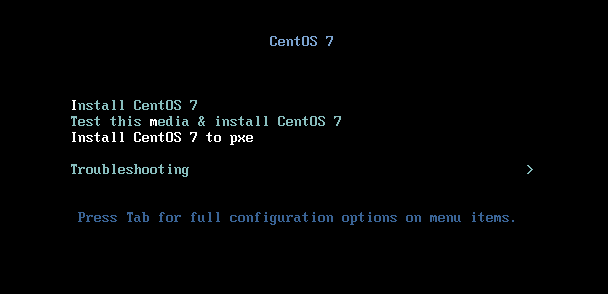 CentOS 7
Install CentOS 7
Test this media & install CentOS 7
Install CentOS 7 to pxe
Troubleshooting >
Press Tab for full configuration options on menu items.